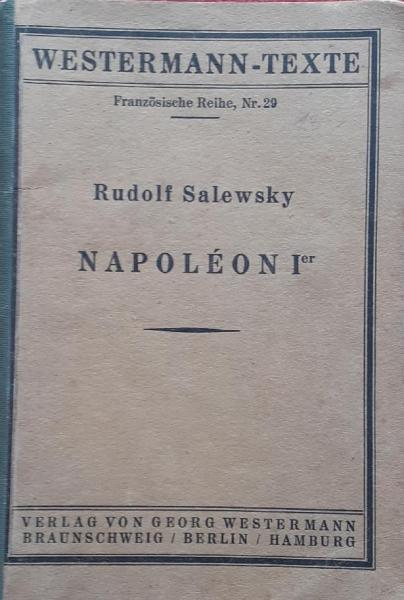 WESTERMANN-TEXTE
Französische Reihe, Nr. 29
Rudolf Salewsky
NAPOLÉON Ier
VERLAG VON GEORG WESTERMANN
BRAUNSCHWEIG / BERLIN / HAMBURG